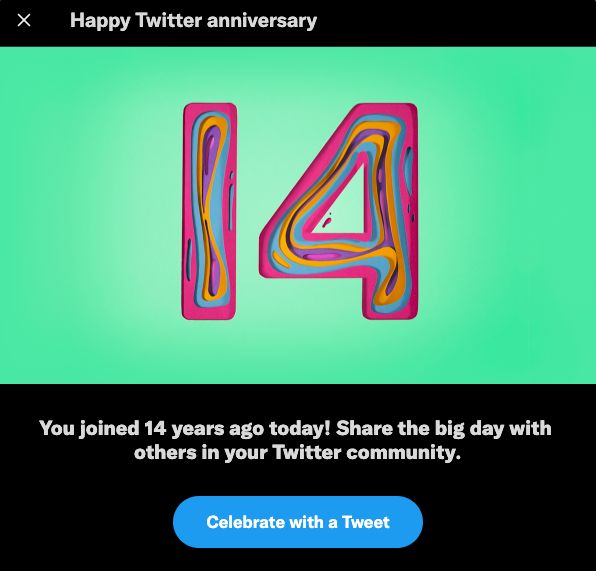 Happy Twitter anniversary
14
You joined 14 years ago today! Share the big day with
others in your Twitter community.
Celebrate with a Tweet